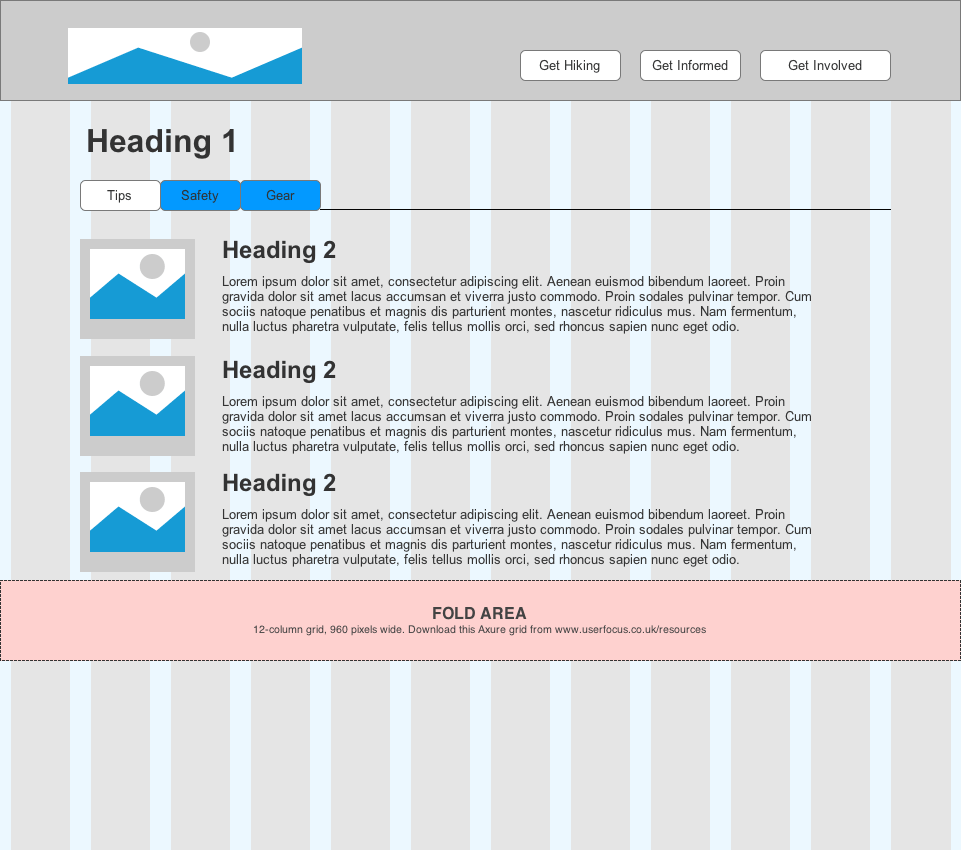 Get Hiking
Get Informed
Get Involved
Heading 1
Tips
Safety
Gear
Heading 2
Lorem ipsum dolor sit amet, consectetur adipiscing elit. Aenean euismod bibendum laoreet. Proin
gravida dolor sit amet lacus accumsan et viverra justo commodo. Proin sodales pulvinar tempor. Cum
sociis natoque penatibus et magnis dis parturient montes, nascetur ridiculus mus. Nam fermentum,
nulla luctus pharetra vulputate, felis tellus mollis orci, sed rhoncus sapien nunc eget odio.
Heading 2
Lorem ipsum dolor sit amet, consectetur adipiscing elit. Aenean euismod bibendum laoreet. Proin
gravida dolor sit amet lacus accumsan et viverra justo commodo. Proin sodales pulvinar tempor. Cum
sociis natoque penatibus et magnis dis parturient montes, nascetur ridiculus mus. Nam fermentum,
nulla luctus pharetra vulputate, felis tellus mollis orci, sed rhoncus sapien nunc eget odio.
Heading 2
Lorem ipsum dolor sit amet, consectetur adipiscing elit. Aenean euismod bibendum laoreet. Proin
gravida dolor sit amet lacus accumsan et viverra justo commodo. Proin sodales pulvinar tempor. Cum
sociis natoque penatibus et magnis dis parturient montes, nascetur ridiculus mus. Nam fermentum,
nulla luctus pharetra vulputate, felis tellus mollis orci, sed rhoncus sapien nunc eget odio.
FOLD AREA
12-column grid, 960 pixels wide. Download this Axure grid from www.userfocus.co.uk/resources